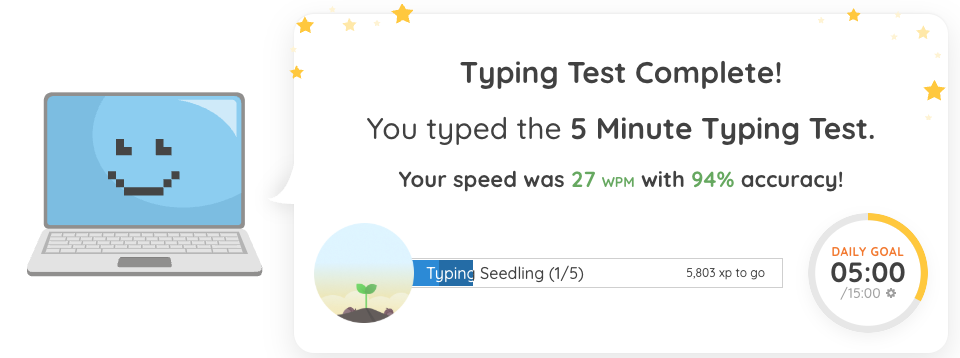 Typing Test Complete!
You typed the 5 Minute Typing Test.
Your speed was 27 WPM with 94% accuracy!
Typing Seedling (1/5) 5,803 xp to go
DAILY GOAL
05:00
/15:00